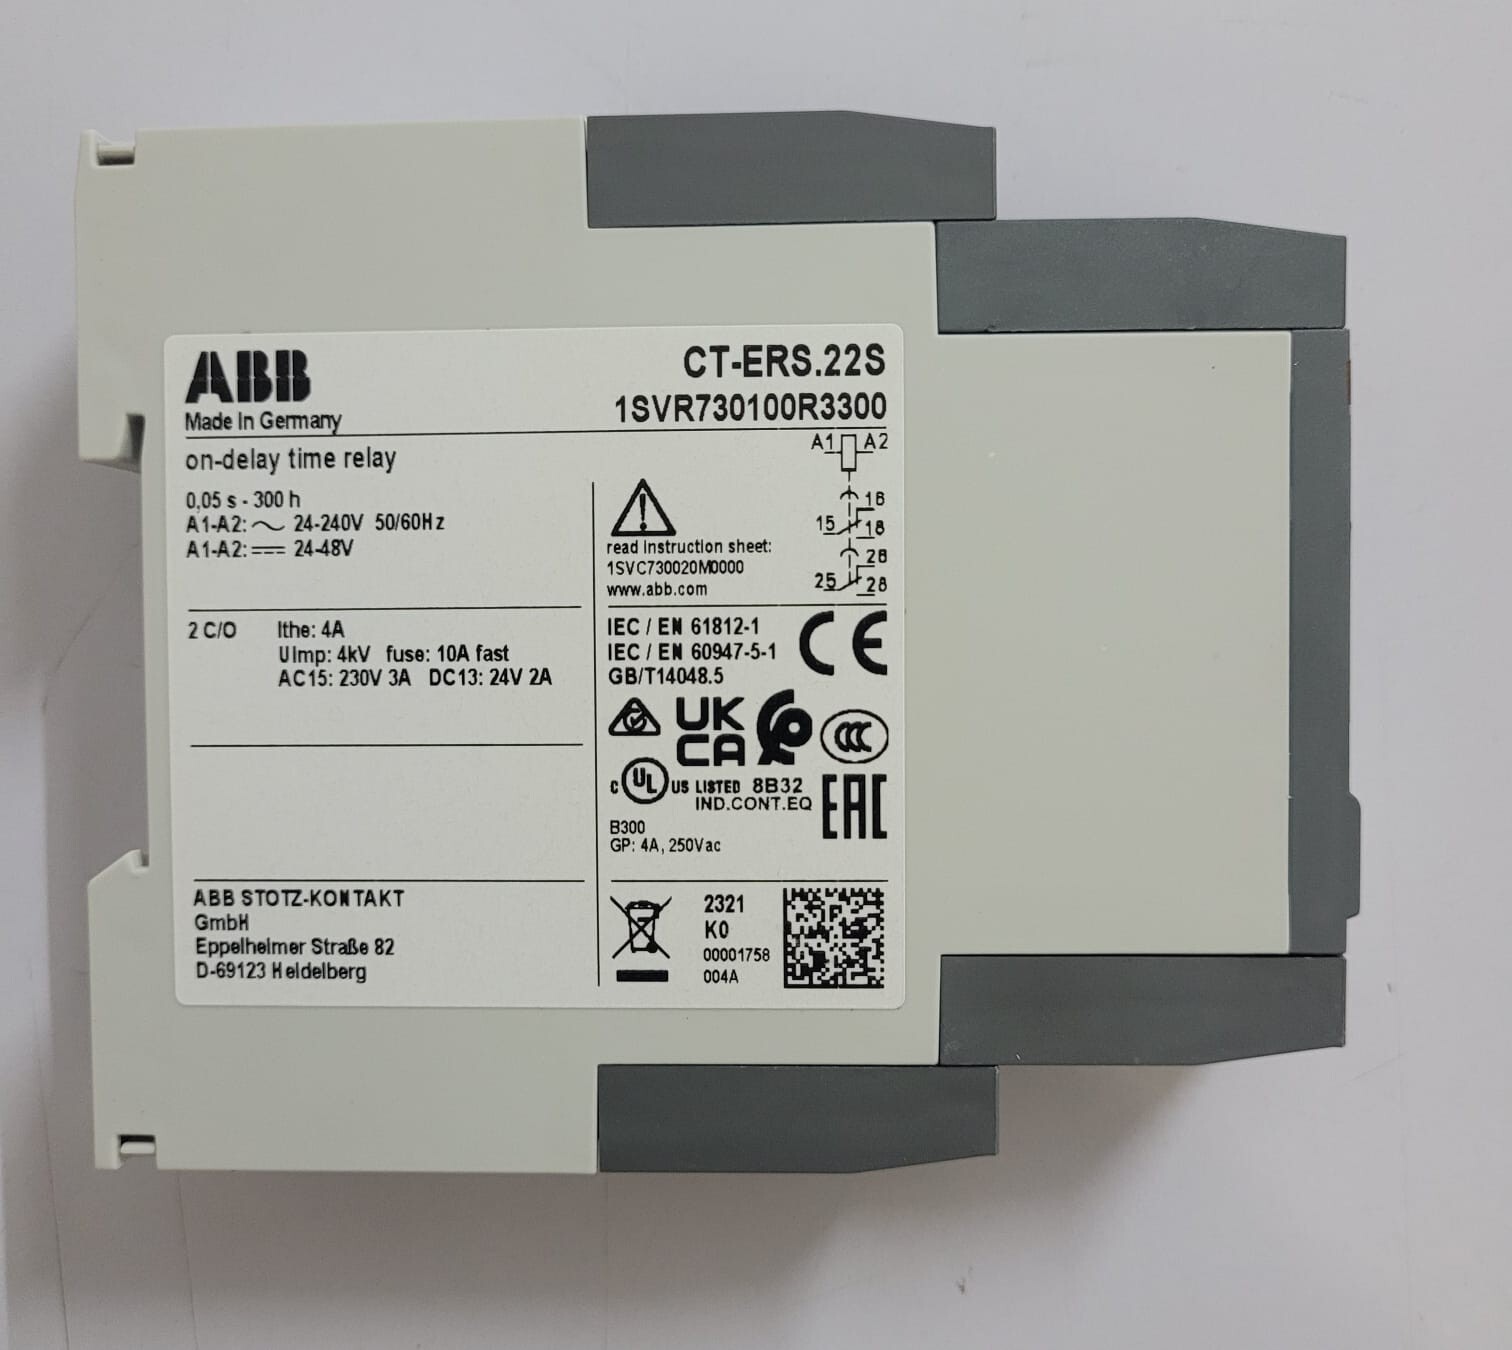 ABB
CT-ERS.22S
Made in Germany
1SVR730100R3300
on-delay time relay
0,05 s - 300 h
A1-A2: 24-240V 50/60Hz
A1-A2: 24-48V
A1 A2
16
15 18
26
25 28
read instruction sheet:
1SVC730020M0000
www.abb.com
2 C/O Ithe: 4A
Uimp: 4kV fuse: 10A fast
AC15: 230V 3A DC13: 24V 2A
IEC / EN 61812-1
IEC / EN 60947-5-1
GB/T14048.5
CE
UK
CA
CCC
C UL US LISTED 8B32
IND.CONT.EQ
EAC
B300
GP: 4A, 250Vac
ABB STOTZ-KONTAKT
GmbH
Eppelheimer Straße 82
D-69123 Heidelberg
2321
K0
00001758
004A